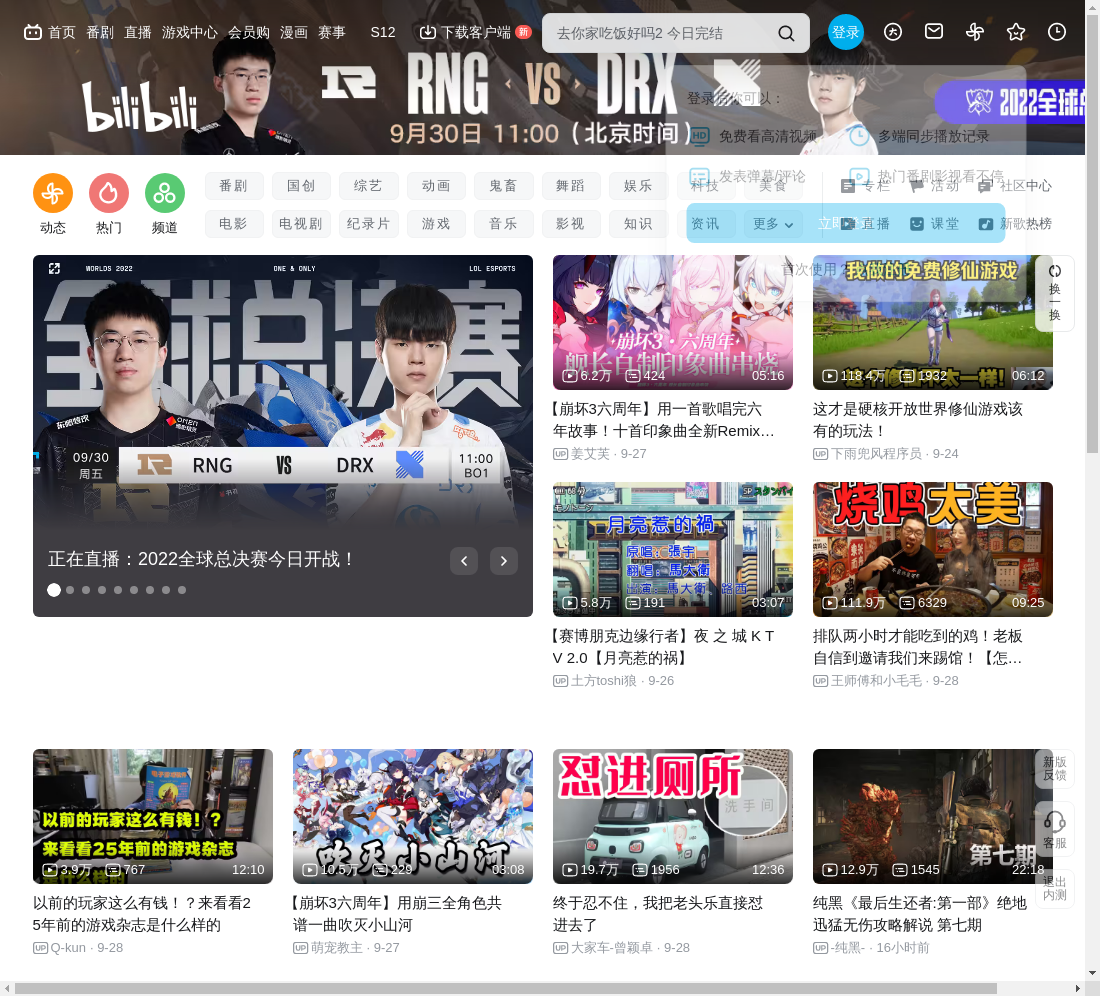 首页 番剧 直播 游戏中心 会员购 漫画 赛事 S12 下载客户端 新
去你家吃饭好吗2 今日完结
登录
bilibili
RNG VS DRX
9月30日 11:00（北京时间）
2022全球总
登录后你可以：
免费看高清视频 多端同步播放记录
发表弹幕/评论 热门番剧影视看不停
立即登录
首次使用？
动态 热门 频道
番剧 国创 综艺 动画 鬼畜 舞蹈 娱乐 科技 美食 专栏 活动 社区中心
电影 电视剧 纪录片 游戏 音乐 影视 知识 资讯 更多 直播 课堂 新歌热榜
WORLDS 2022 ONE & ONLY LOL ESPORTS
全球总决赛
09/30 周五
RNG VS DRX
11:00 BO1
正在直播：2022全球总决赛今日开战！
崩坏3·六周年
舰长自制印象曲串烧
6.2万 424 05:16
【崩坏3六周年】用一首歌唱完六
年故事！十首印象曲全新Remix…
UP 姜艾芙 · 9-27
我做的免费修仙游戏
118.4万 1932 06:12
这才是硬核开放世界修仙游戏该
有的玩法！
UP 下雨兜风程序员 · 9-24
换一换
月亮惹的禍
原唱：張宇
翻唱：馬大衛
5.8万 191 03:07
【赛博朋克边缘行者】夜 之 城 K T
V 2.0【月亮惹的祸】
UP 土方toshi狼 · 9-26
烧鸡太美
111.9万 6329 09:25
排队两小时才能吃到的鸡！老板
自信到邀请我们来踢馆！【怎…
UP 王师傅和小毛毛 · 9-28
以前的玩家这么有钱！？
来看看25年前的游戏杂志
是什么样的
3.9万 767 12:10
以前的玩家这么有钱！？来看看2
5年前的游戏杂志是什么样的
UP Q-kun · 9-28
吹灭小山河
10.5万 229 03:08
【崩坏3六周年】用崩三全角色共
谱一曲吹灭小山河
UP 萌宠教主 · 9-27
忍进厕所
洗手间
19.7万 1956 12:36
终于忍不住，我把老头乐直接怼
进去了
UP 大家车-曾颖卓 · 9-28
第七期
12.9万 1545 22:18
纯黑《最后生还者:第一部》绝地
迅猛无伤攻略解说 第七期
UP -纯黑- · 16小时前
新版反馈
客服
退出内测